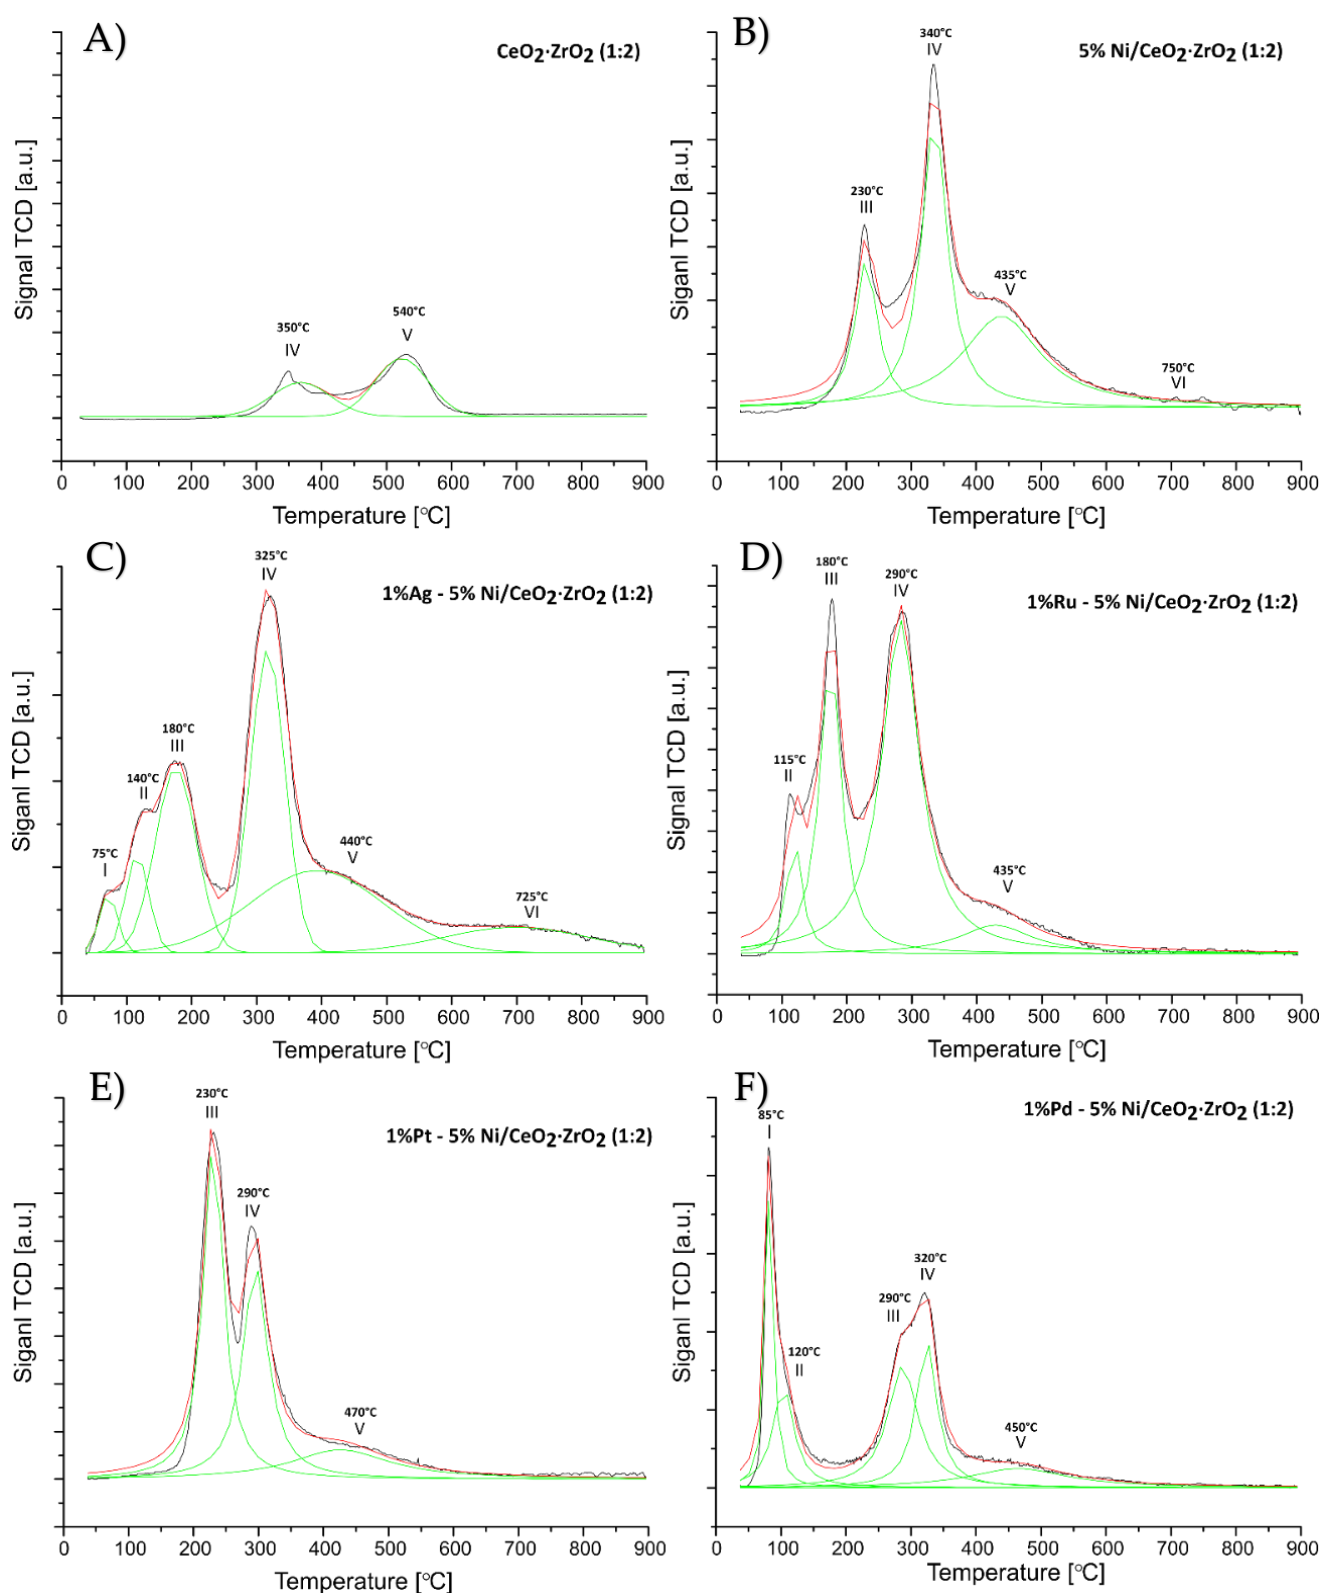 A)
CeO2·ZrO2 (1:2)
350°C
IV
540°C
V
Signal TCD [a.u.]
0 100 200 300 400 500 600 700 800 900
Temperature [°C]
B)
5% Ni/CeO2·ZrO2 (1:2)
340°C
IV
230°C
III
435°C
V
750°C
VI
Siganl TCD [a.u.]
0 100 200 300 400 500 600 700 800 900
Temperature [°C]
C)
1%Ag - 5% Ni/CeO2·ZrO2 (1:2)
325°C
IV
180°C
III
140°C
II
75°C
I
440°C
V
725°C
VI
Siganl TCD [a.u.]
0 100 200 300 400 500 600 700 800 900
Temperature [°C]
D)
1%Ru - 5% Ni/CeO2·ZrO2 (1:2)
180°C
III
290°C
IV
115°C
II
435°C
V
Signal TCD [a.u.]
0 100 200 300 400 500 600 700 800 900
Temperature [°C]
E)
1%Pt - 5% Ni/CeO2·ZrO2 (1:2)
230°C
III
290°C
IV
470°C
V
Siganl TCD [a.u.]
0 100 200 300 400 500 600 700 800 900
Temperature [°C]
F)
1%Pd - 5% Ni/CeO2·ZrO2 (1:2)
85°C
I
320°C
IV
290°C
III
120°C
II
450°C
V
Siganl TCD [a.u.]
0 100 200 300 400 500 600 700 800 900
Temperature [°C]